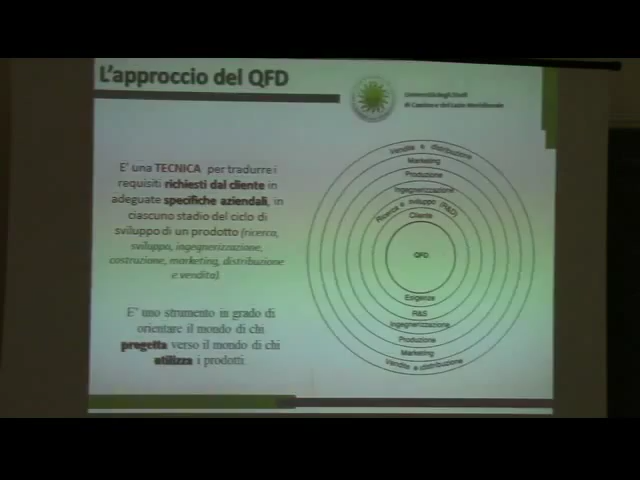 L'approccio del QFD
Università degli Studi
di Cassino e del Lazio Meridionale
E' una TECNICA per tradurre i
requisiti richiesti dal cliente in
adeguate specifiche aziendali, in
ciascuno stadio del ciclo di
sviluppo di un prodotto (ricerca,
sviluppo, ingegnerizzazione,
costruzione, marketing, distribuzione
e vendita).
E' uno strumento in grado di
orientare il mondo di chi
progetta verso il mondo di chi
utilizza i prodotti.
Vendite e distribuzione
Marketing
Produzione
Ingegnerizzazione
Ricerca e sviluppo (R&D)
Cliente
QFD
Esigenze
R&S
Ingegnerizzazione
Produzione
Marketing
Vendite e distribuzione